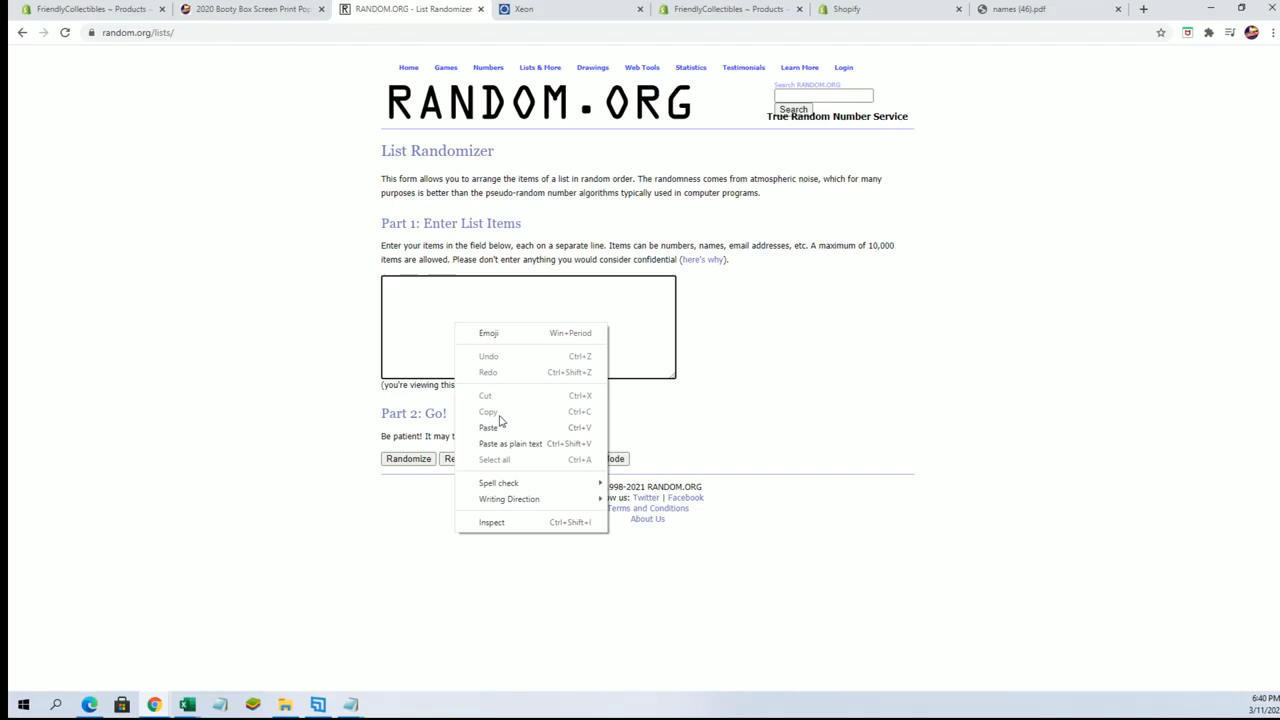 FriendlyCollectibles ~ Products ~
2020 Booty Box Screen Print Pop
RANDOM.ORG - List Randomizer
Xeon
FriendlyCollectibles ~ Products ~
Shopify
names (46).pdf
random.org/lists/
Home Games Numbers Lists & More Drawings Web Tools Statistics Testimonials Learn More Login
RANDOM.ORG
Search RANDOM.ORG
Search
True Random Number Service
List Randomizer
This form allows you to arrange the items of a list in random order. The randomness comes from atmospheric noise, which for many
purposes is better than the pseudo-random number algorithms typically used in computer programs.
Part 1: Enter List Items
Enter your items in the field below, each on a separate line. Items can be numbers, names, email addresses, etc. A maximum of 10,000
items are allowed. Please don't enter anything you would consider confidential (here's why).
Emoji Win+Period
Undo Ctrl+Z
Redo Ctrl+Shift+Z
Cut Ctrl+X
Copy Ctrl+C
Paste Ctrl+V
Paste as plain text Ctrl+Shift+V
Select all Ctrl+A
Spell check
Writing Direction
Inspect Ctrl+Shift+I
(you're viewing this
Part 2: Go!
Be patient! It may t
Randomize Re ode
998-2021 RANDOM.ORG
ow us: Twitter | Facebook
Terms and Conditions
About Us
6:40 PM
3/11/202